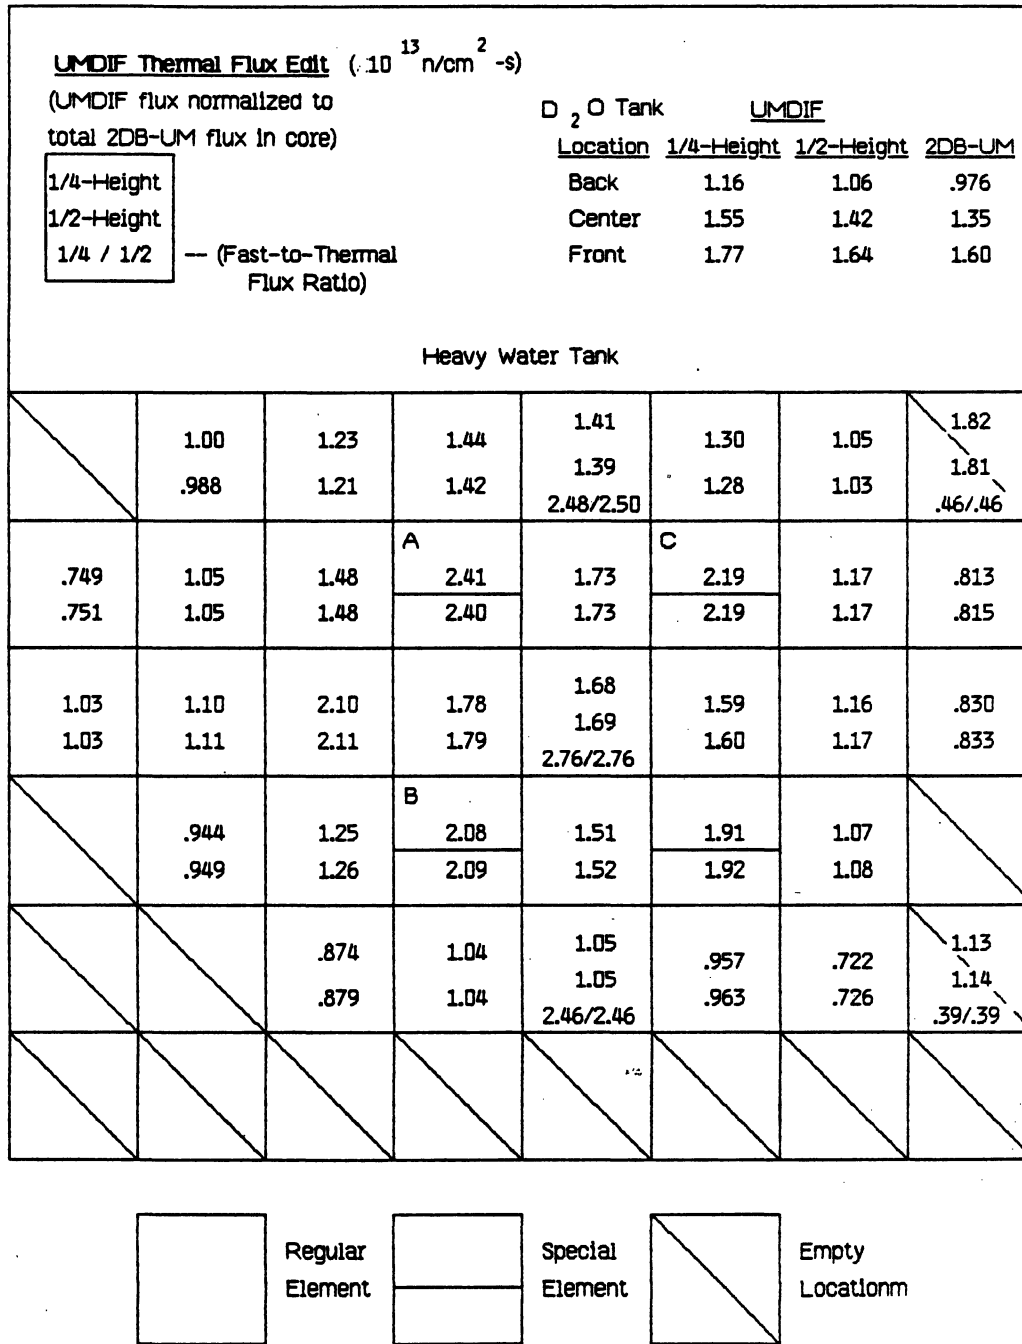 UMDIF Thermal Flux Edit ( 10 13 n/cm 2 -s)
(UMDIF flux normalized to
total 2DB-UM flux in core)
1/4-Height
1/2-Height
1/4 / 1/2 -- (Fast-to-Thermal
Flux Ratio)
D 2 O Tank UMDIF
Location 1/4-Height 1/2-Height 2DB-UM
Back 1.16 1.06 .976
Center 1.55 1.42 1.35
Front 1.77 1.64 1.60
Heavy Water Tank
1.00 1.23 1.44 1.41 1.30 1.05 1.82
.988 1.21 1.42 1.39 1.28 1.03 1.81
2.48/2.50 .46/.46
A C
.749 1.05 1.48 2.41 1.73 2.19 1.17 .813
.751 1.05 1.48 2.40 1.73 2.19 1.17 .815
1.03 1.10 2.10 1.78 1.68 1.59 1.16 .830
1.03 1.11 2.11 1.79 1.69 1.60 1.17 .833
2.76/2.76
B
.944 1.25 2.08 1.51 1.91 1.07
.949 1.26 2.09 1.52 1.92 1.08
.874 1.04 1.05 .957 .722 1.13
.879 1.04 1.05 .963 .726 1.14
2.46/2.46 .39/.39
Regular Special Empty
Element Element Locationm